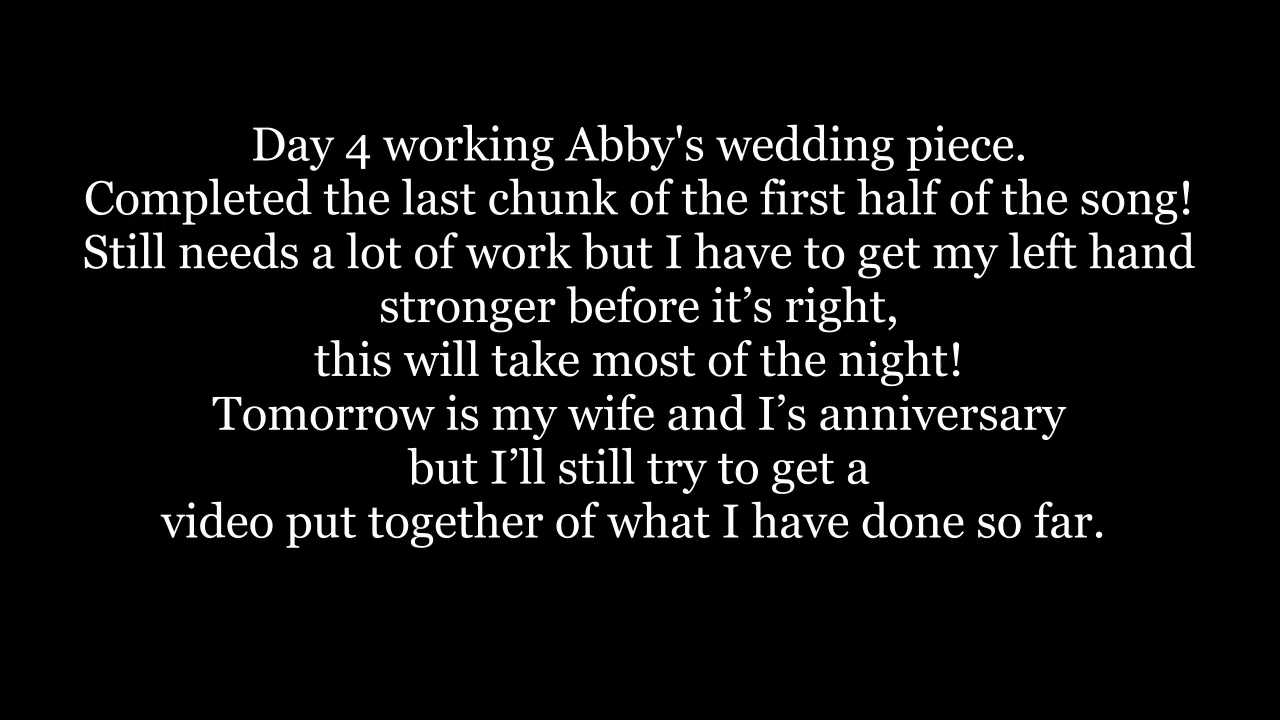 Day 4 working Abby's wedding piece.
Completed the last chunk of the first half of the song!
Still needs a lot of work but I have to get my left hand
stronger before it’s right,
this will take most of the night!
Tomorrow is my wife and I’s anniversary
but I’ll still try to get a
video put together of what I have done so far.